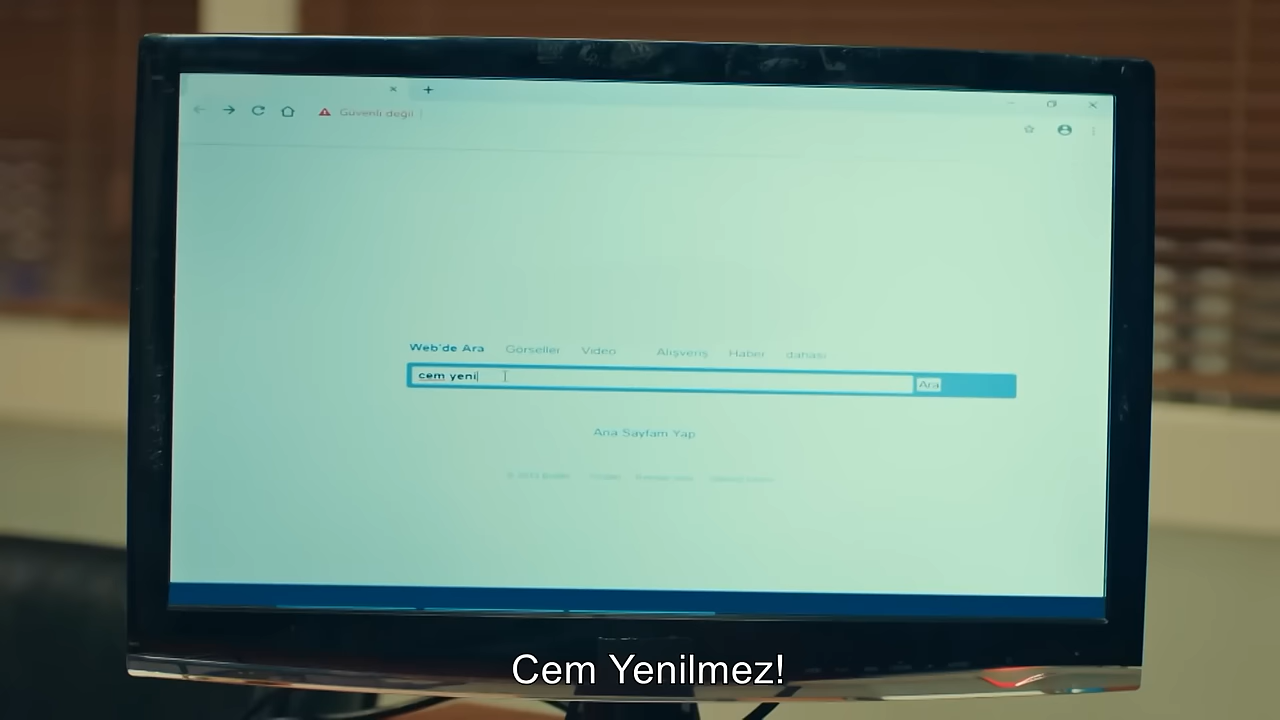 Güvenli değil
Web'de Ara Görseller Video Alışveriş Haber dahası
cem yeni
Ara
Ana Sayfam Yap
Cem Yenilmez!